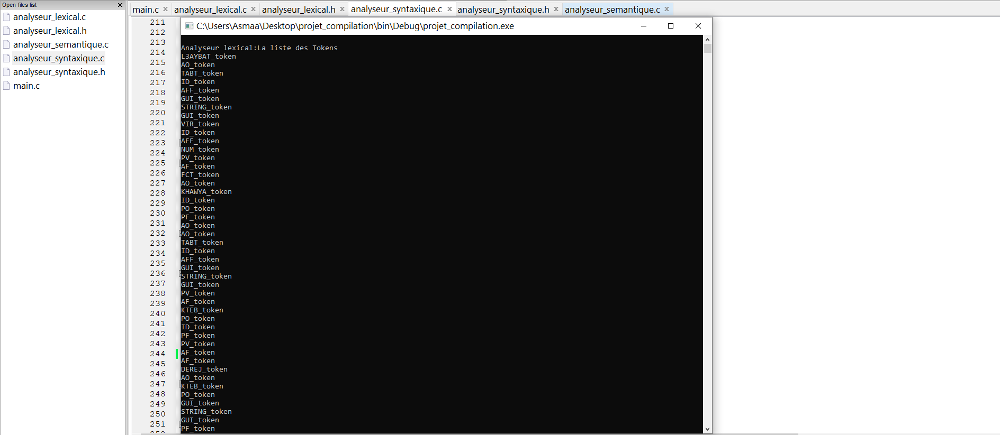 Open files list
analyseur_lexical.c
analyseur_lexical.h
analyseur_semantique.c
analyseur_syntaxique.c
analyseur_syntaxique.h
main.c
main.c analyseur_lexical.c analyseur_lexical.h analyseur_syntaxique.c analyseur_syntaxique.h analyseur_semantique.c
211
212
213
214
215
216
217
218
219
220
221
222
223
224
225
226
227
228
229
230
231
232
233
234
235
236
237
238
239
240
241
242
243
244
245
246
247
248
249
250
251
C:\Users\Asmaa\Desktop\projet_compilation\bin\Debug\projet_compilation.exe
Analyseur lexical:La liste des Tokens
L3AYBAT_token
AO_token
TABT_token
ID_token
AFF_token
GUI_token
STRING_token
GUI_token
VIR_token
ID_token
AFF_token
NUM_token
PV_token
AF_token
FCT_token
AO_token
KHAWYA_token
ID_token
PO_token
PF_token
AO_token
AO_token
TABT_token
ID_token
AFF_token
GUI_token
STRING_token
GUI_token
PV_token
AF_token
KTEB_token
PO_token
ID_token
PF_token
PV_token
AF_token
AF_token
DEREJ_token
AO_token
KTEB_token
PO_token
GUI_token
STRING_token
GUI_token
PF_token